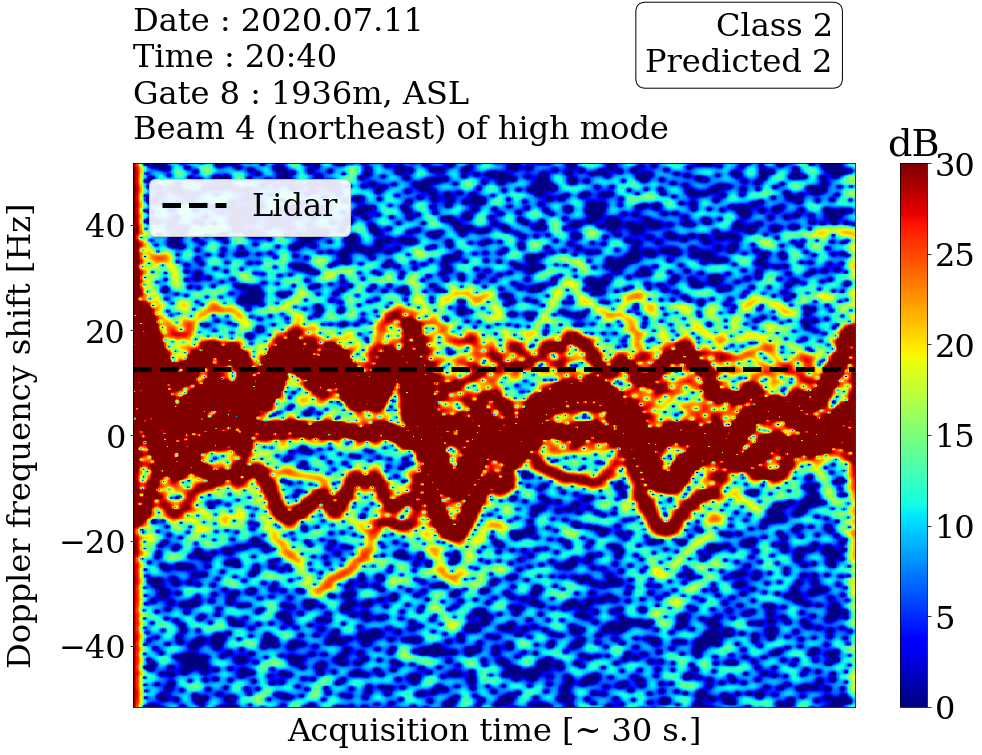 Date : 2020.07.11
Time : 20:40
Gate 8 : 1936m, ASL
Beam 4 (northeast) of high mode
Class 2
Predicted 2
dB
Lidar
Doppler frequency shift [Hz]
40
20
0
−20
−40
30
25
20
15
10
5
0
Acquisition time [~ 30 s.]